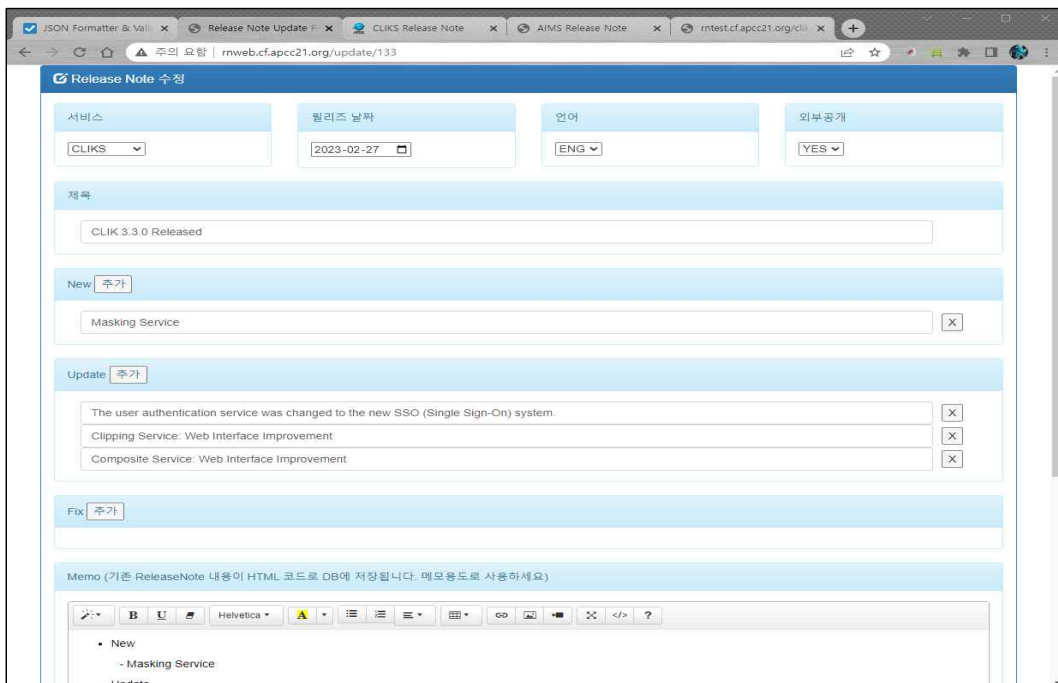 JSON Formatter & Vali
Release Note Update F
CLIKS Release Note
AIMS Release Note
rntest.cf.apcc21.org/cli
주의 요함 | rnweb.cf.apcc21.org/update/133
Release Note 수정
서비스 릴리즈 날짜 언어 외부공개
CLIKS 2023-02-27 ENG YES
제목
CLIK 3.3.0 Released
New 추가
Masking Service X
Update 추가
The user authentication service was changed to the new SSO (Single Sign-On) system. X
Clipping Service: Web Interface Improvement X
Composite Service: Web Interface Improvement X
Fix 추가
Memo (기존 ReleaseNote 내용이 HTML 코드로 DB에 저장됩니다. 메모용도로 사용하세요)
B U Helvetica A </> ?
• New
- Masking Service
Update